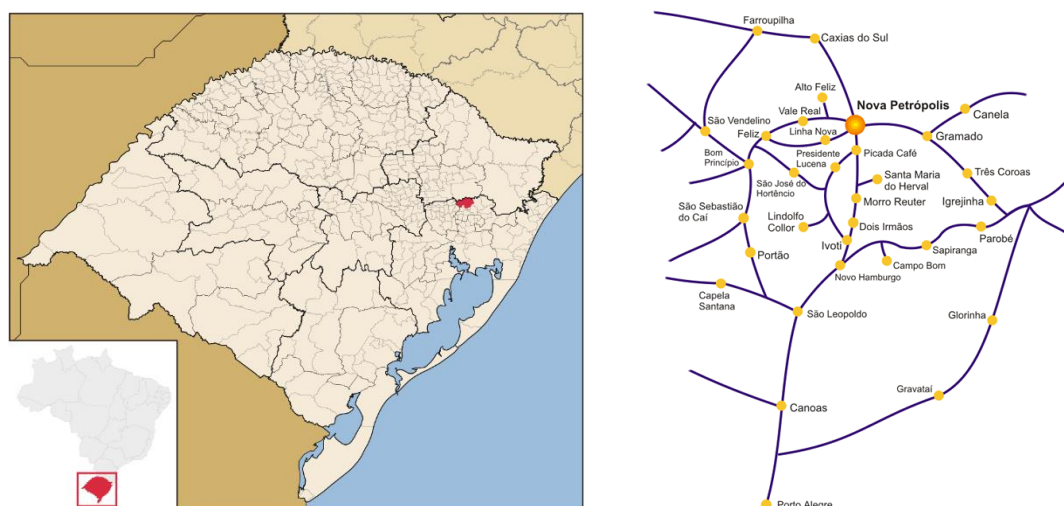 Farroupilha
Caxias do Sul
Alto Feliz
Nova Petrópolis
Canela
Vale Real
São Vendelino
Feliz
Linha Nova
Gramado
Bom
Princípio
Presidente
Lucena
Picada Café
Santa Maria
do Herval
Três Coroas
São José do
Hortêncio
Morro Reuter
Igrejinha
São Sebastião
do Caí
Lindolfo
Collor
Dois Irmãos
Parobé
Ivoti
Sapiranga
Portão
Campo Bom
Novo Hamburgo
Capela
Santana
São Leopoldo
Glorinha
Gravataí
Canoas
Porto Alegre